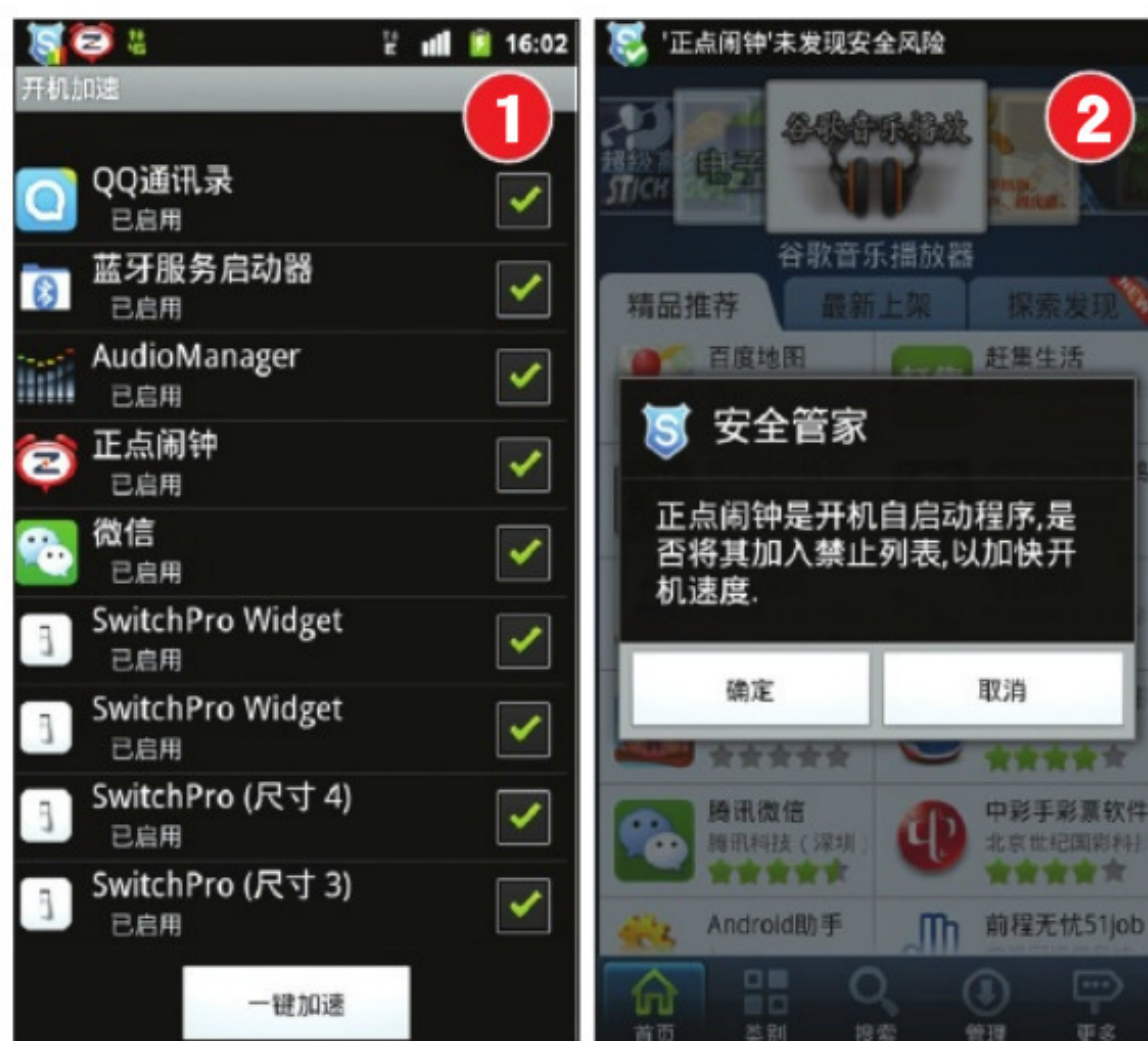 16:02
开机加速
1
QQ通讯录
已启用
蓝牙服务启动器
已启用
AudioManager
已启用
正点闹钟
已启用
微信
已启用
SwitchPro Widget
已启用
SwitchPro Widget
已启用
SwitchPro (尺寸 4)
已启用
SwitchPro (尺寸 3)
已启用
一键加速
'正点闹钟'未发现安全风险
2
谷歌音乐播放
电子
谷歌音乐播放器
精品推荐
最新上架
探索发现
NEW
百度地图
赶集生活
安全管家
正点闹钟是开机自启动程序,是
否将其加入禁止列表,以加快开
机速度.
确定
取消
腾讯微信
腾讯科技（深圳
中彩手彩票软件
北京世纪国彩科技
Android助手
前程无忧51job
首页
类别
搜索
管理
更多